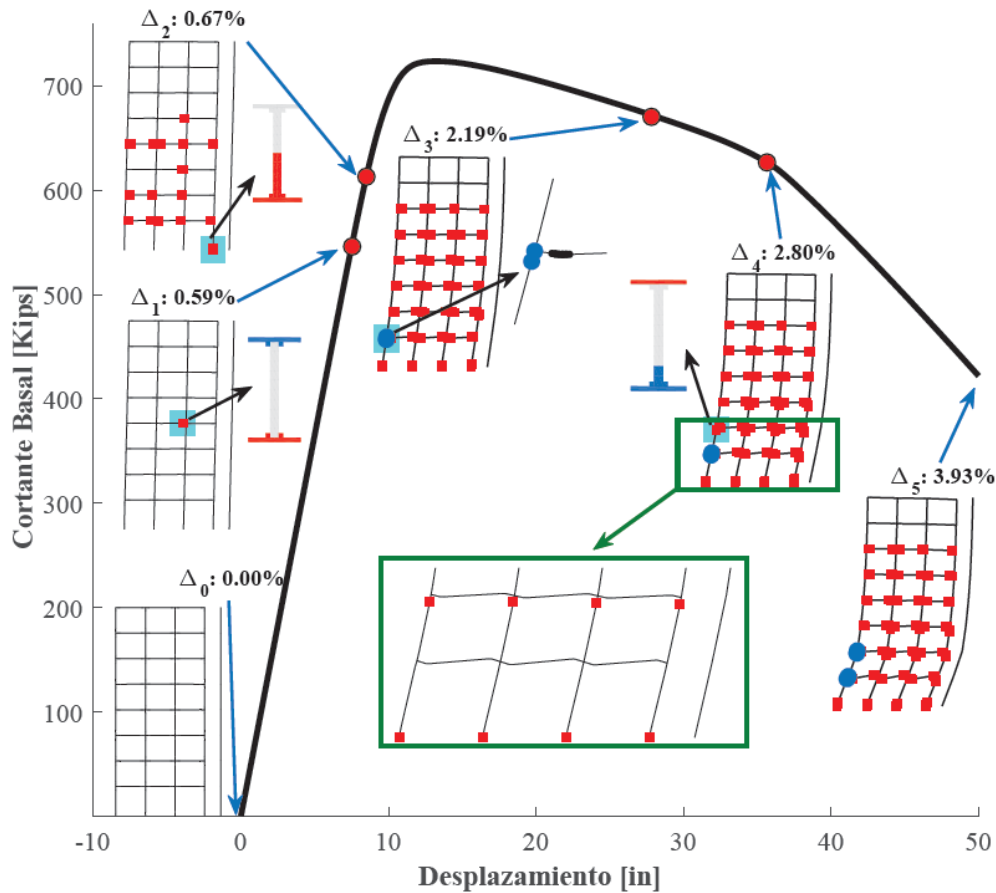 Δ2: 0.67%
700
Δ3: 2.19%
600
Δ4: 2.80%
Δ1: 0.59%
500
400
Δ5: 3.93%
300
Δ0: 0.00%
200
100
Cortante Basal [Kips]
-10 0 10 20 30 40 50
Desplazamiento [in]